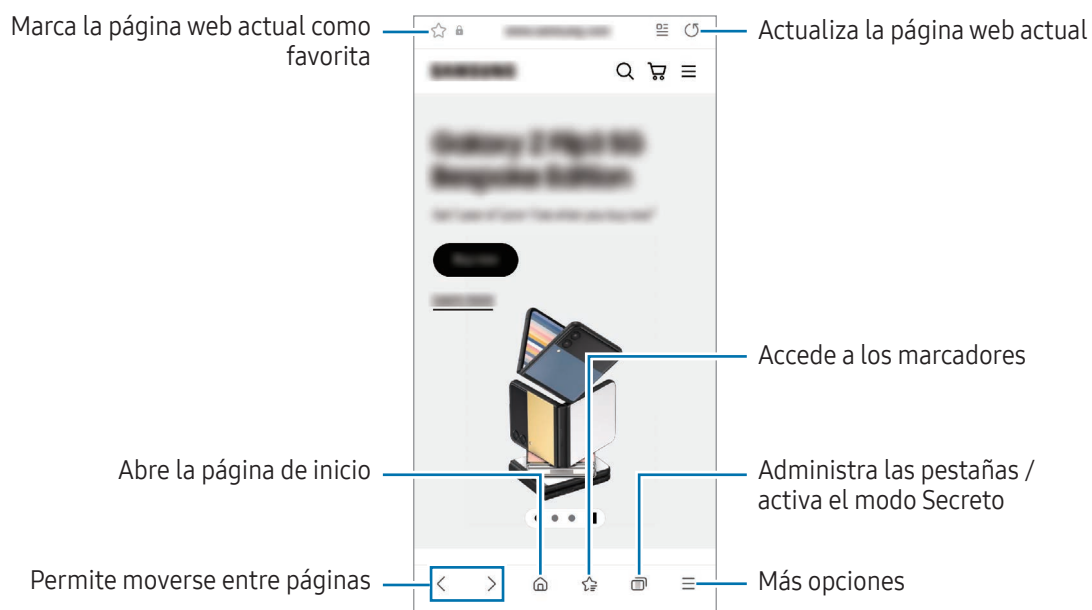 Marca la página web actual como
favorita
Actualiza la página web actual
Accede a los marcadores
Abre la página de inicio
Administra las pestañas /
activa el modo Secreto
Permite moverse entre páginas
Más opciones